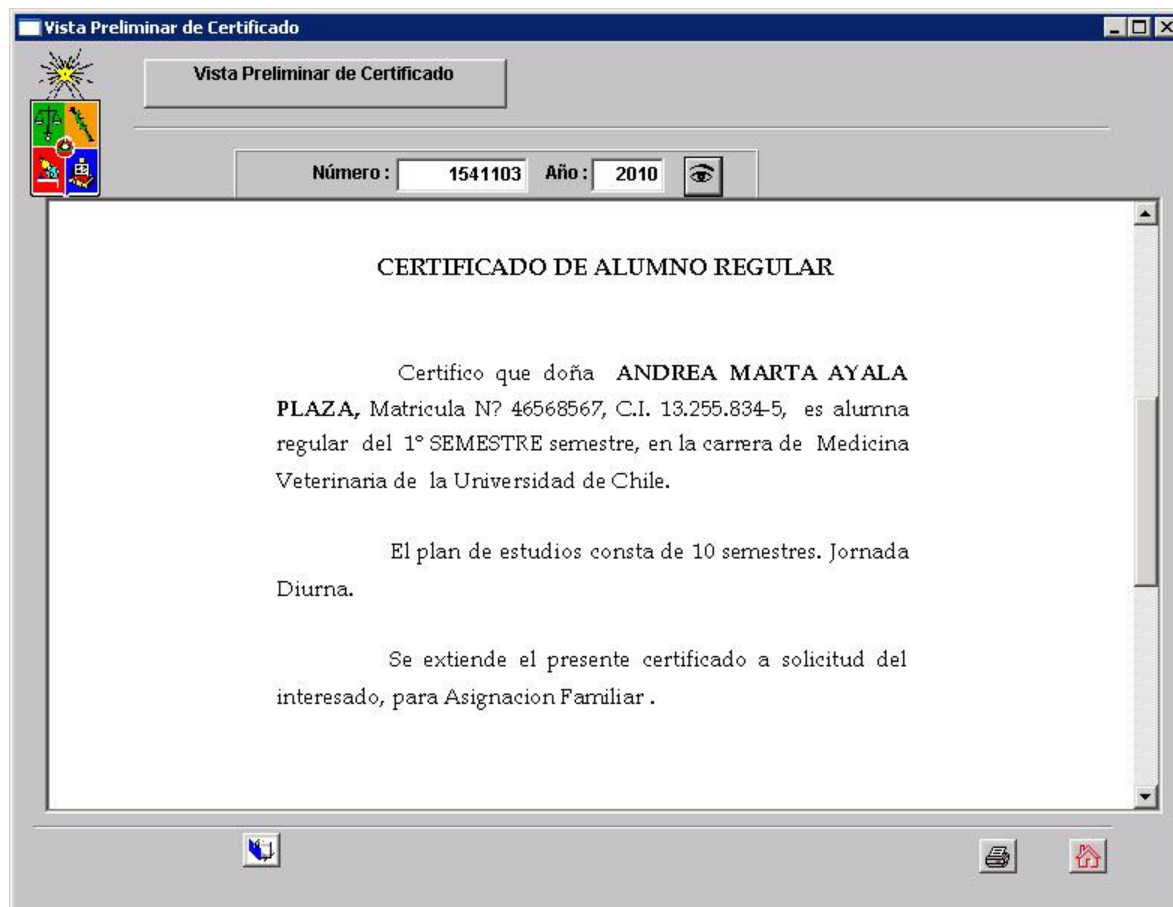 Vista Preliminar de Certificado
Vista Preliminar de Certificado
Número : 1541103 Año : 2010
CERTIFICADO DE ALUMNO REGULAR
Certifico que doña ANDREA MARTA AYALA
PLAZA, Matricula N? 46568567, C.I. 13.255.834-5, es alumna
regular del 1º SEMESTRE semestre, en la carrera de Medicina
Veterinaria de la Universidad de Chile.
El plan de estudios consta de 10 semestres. Jornada
Diurna.
Se extiende el presente certificado a solicitud del
interesado, para Asignacion Familiar .